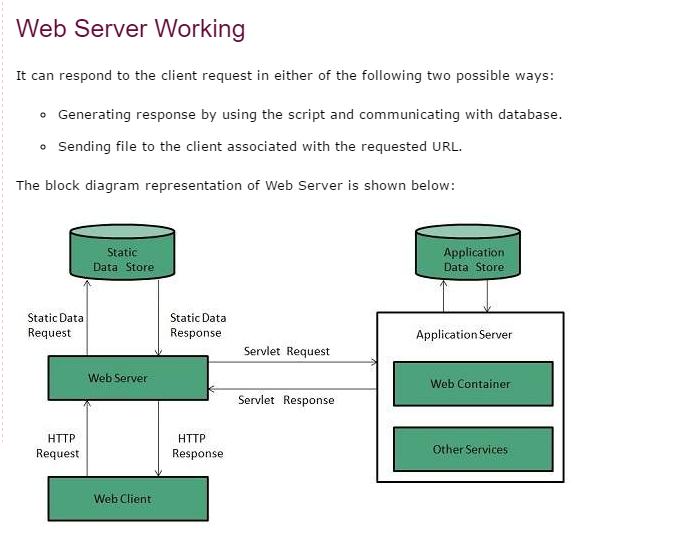 Web Server Working
It can respond to the client request in either of the following two possible ways:
Generating response by using the script and communicating with database.
Sending file to the client associated with the requested URL.
The block diagram representation of Web Server is shown below:
Static
Data Store
Application
Data Store
Static Data
Request
Static Data
Response
Application Server
Servlet Request
Web Server
Web Container
Servlet Response
HTTP
Request
HTTP
Response
Other Services
Web Client